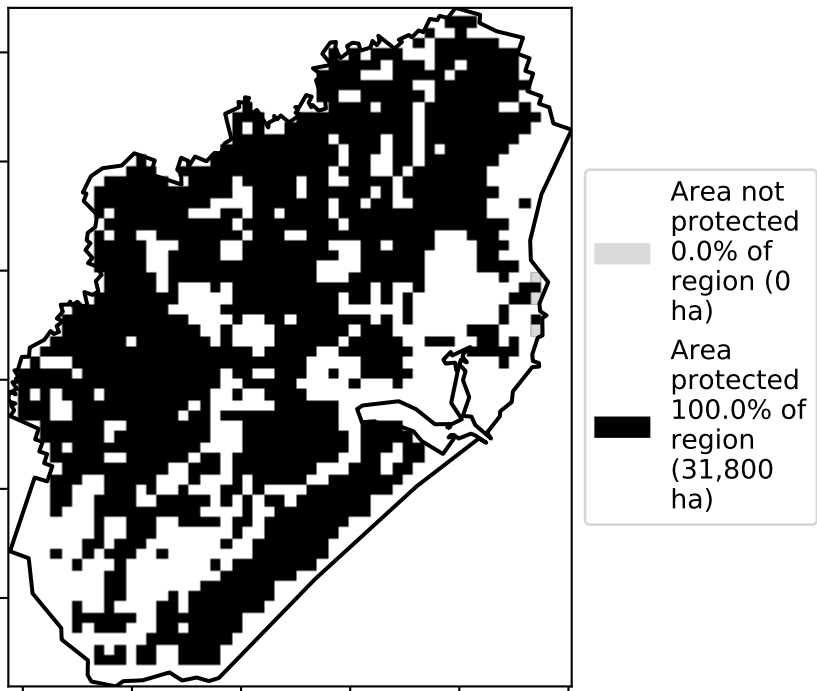 Area not
protected
0.0% of
region (0
ha)
Area
protected
100.0% of
region
(31,800
ha)